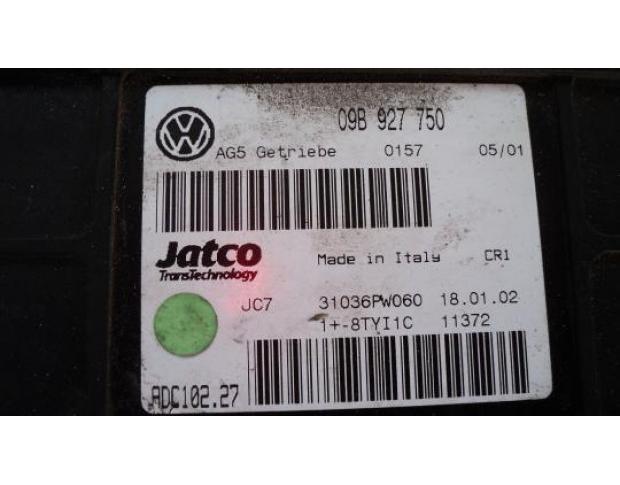 09B 927 750
AG5 Getriebe 0157 05/01
Jatco
TransTechnology
Made in Italy CR1
JC7 31036PW060 18.01.02
1+-8TYI1C 11372
ADC102.27